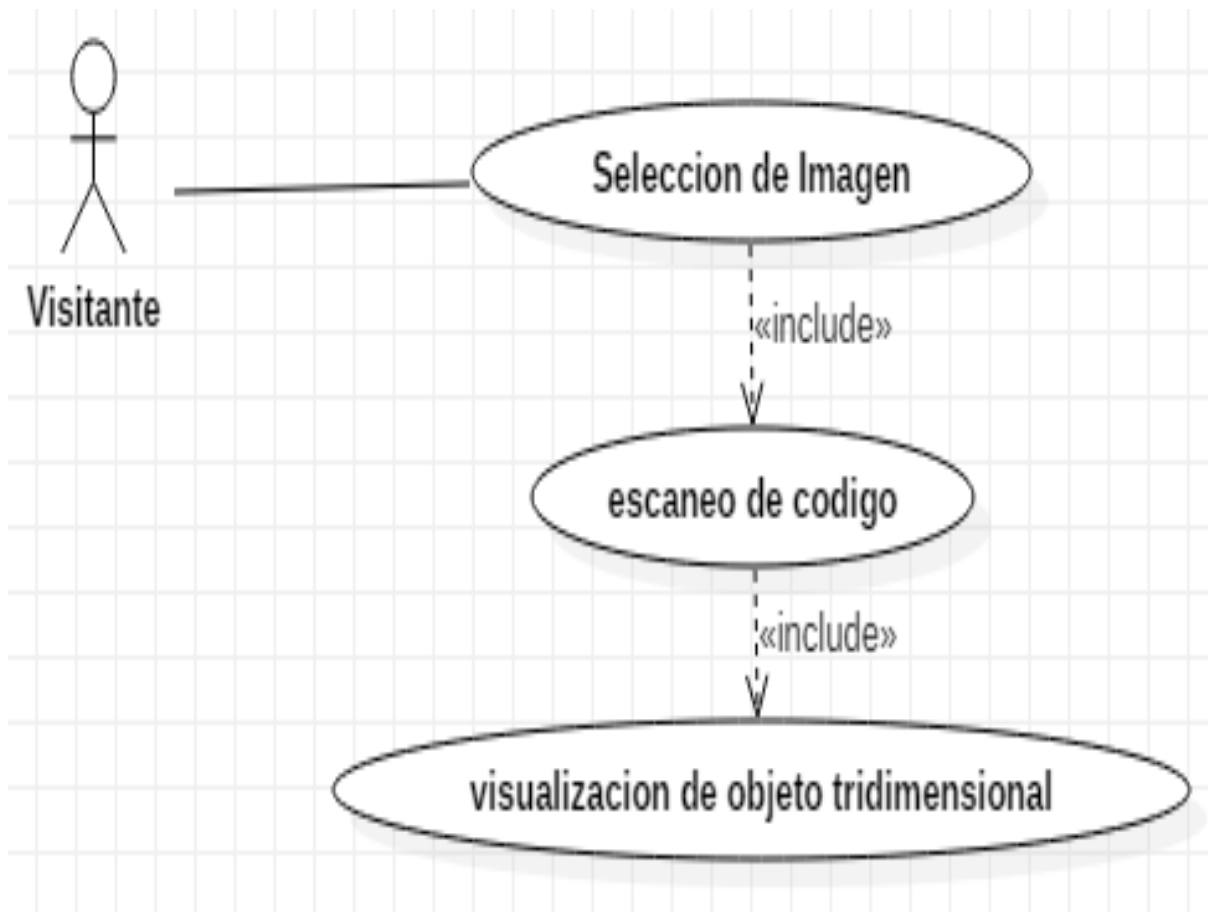 Seleccion de Imagen
Visitante
«include»
escaneo de codigo
«include»
visualizacion de objeto tridimensional